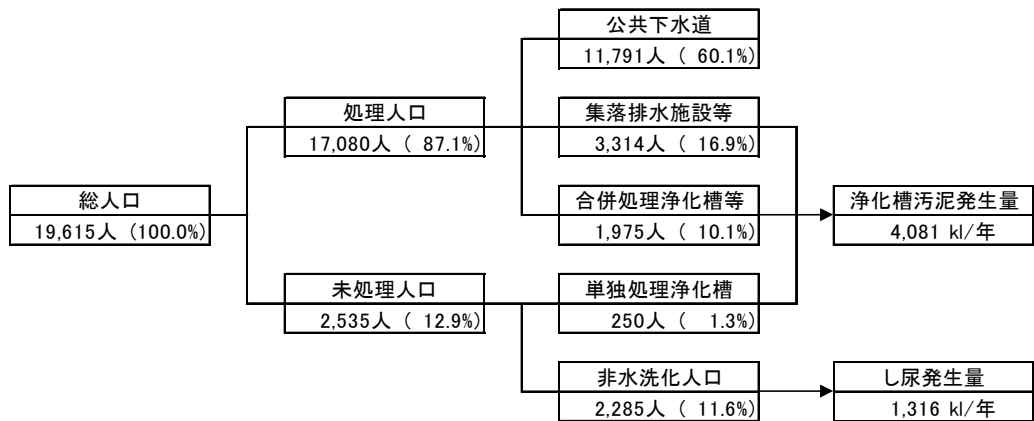 公共下水道
11,791人 ( 60.1%)
処理人口
17,080人 ( 87.1%)
集落排水施設等
3,314人 ( 16.9%)
総人口
19,615人 (100.0%)
合併処理浄化槽等
1,975人 ( 10.1%)
浄化槽汚泥発生量
4,081 kl/年
未処理人口
2,535人 ( 12.9%)
単独処理浄化槽
250人 ( 1.3%)
非水洗化人口
2,285人 ( 11.6%)
し尿発生量
1,316 kl/年